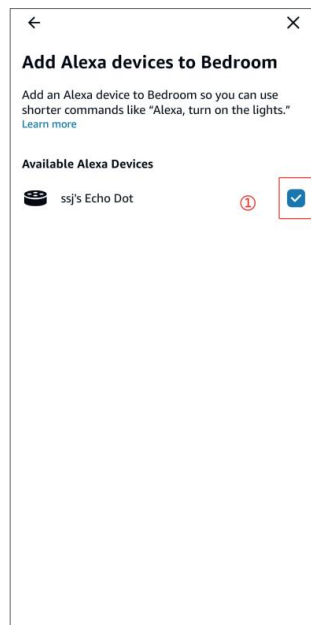 Add Alexa devices to Bedroom
Add an Alexa device to Bedroom so you can use
shorter commands like “Alexa, turn on the lights.”
Learn more
Available Alexa Devices
ssj's Echo Dot
①